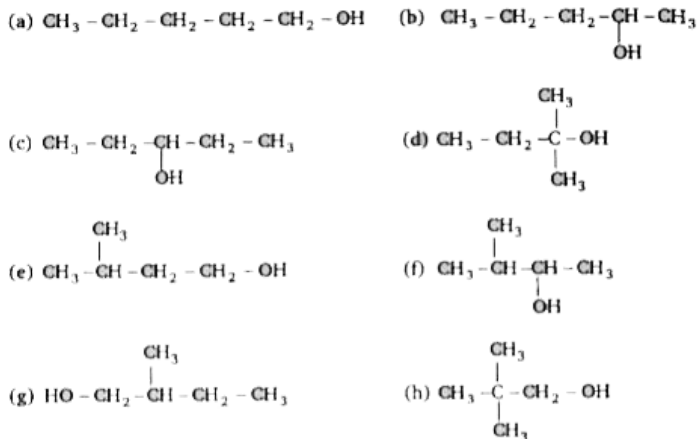 (a) CH₃ – CH₂ – CH₂ – CH₂ – CH₂ – OH (b) CH₃ – CH₂ – CH₂ – CH – CH₃
OH
CH₃
(c) CH₃ – CH₂ – CH – CH₂ – CH₃ (d) CH₃ – CH₂ – C – OH
OH CH₃
CH₃ CH₃
(e) CH₃ – CH – CH₂ – CH₂ – OH (f) CH₃ – CH – CH – CH₃
OH
CH₃ CH₃
(g) HO – CH₂ – CH – CH₂ – CH₃ (h) CH₃ – C – CH₂ – OH
CH₃